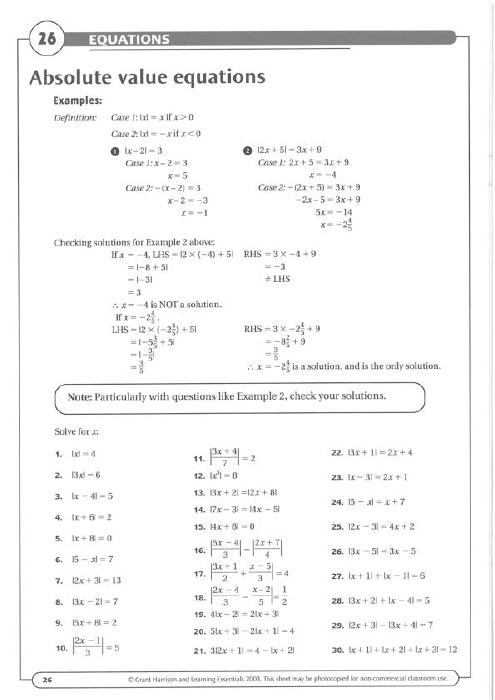 26 EQUATIONS
Absolute value equations
Examples:
Definition: Case 1: |x| = x if x > 0
Case 2: |x| = −x if x < 0
1 |x − 2| = 3
Case 1: x − 2 = 3
x = 5
Case 2: −(x − 2) = 3
x − 2 = −3
x = −1
2 |2x + 5| = 3x + 9
Case 1: 2x + 5 = 3x + 9
x = −4
Case 2: −(2x + 5) = 3x + 9
−2x − 5 = 3x + 9
5x = −14
x = −2⅘
Checking solutions for Example 2 above:
If x = −4, LHS = |2 × (−4) + 5| RHS = 3 × −4 + 9
= |−8 + 5| = −3
= |−3| ≠ LHS
= 3
∴ x = −4 is NOT a solution.
If x = −2⅘,
LHS = |2 × (−2⅘) + 5| RHS = 3 × −2⅘ + 9
= |−5⅗ + 5| = −8⅖ + 9
= |−⅗| = ⅗
= ⅗ ∴ x = −2⅘ is a solution, and is the only solution.
Note: Particularly with questions like Example 2, check your solutions.
Solve for x:
1. |x| = 4
2. |3x| = 6
3. |x − 4| = 5
4. |x + 6| = 2
5. |x + 8| = 0
6. |5 − x| = 7
7. |2x + 3| = 13
8. |3x − 2| = 7
9. |5x + 8| = 2
10. |(2x − 1)/3| = 5
11. |(3x + 4)/7| = 2
12. |x³| = 8
13. |3x + 2| = |2x + 8|
14. |7x − 3| = |4x − 5|
15. |4x + 8| = 0
16. |(5x − 4)/3| = |(2x + 7)/4|
17. |(3x + 1)/2 + (x − 5)/3| = 4
18. |(2x − 4)/3 − (x − 2)/5| = 1/2
19. 4|x − 2| = 2|x + 3|
20. 5|x + 3| − 2|x + 1| = 4
21. 3|2x + 1| = 4 − |x + 2|
22. |3x + 1| = 2x + 4
23. |x − 3| = 2x + 1
24. |5 − x| = x + 7
25. |2x − 3| = 4x + 2
26. |3x − 5| = 3x − 5
27. |x + 1| + |x − 1| = 6
28. |3x + 2| + |x − 4| = 5
29. |2x + 3| − |3x + 4| = 7
30. |x + 1| + |x + 2| + |x + 3| = 12
26 © Grant Harrison and Learning Essentials 2008. This sheet may be photocopied for non-commercial classroom use.